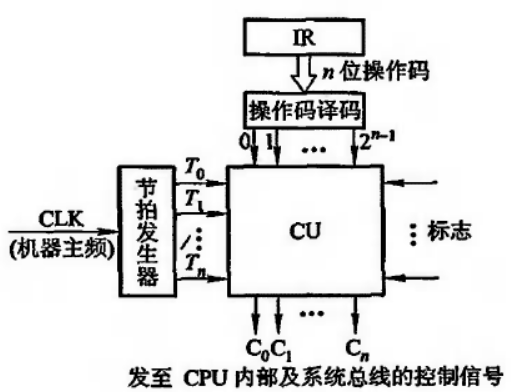 IR
n 位操作码
操作码译码
0 1 … 2ⁿ⁻¹
节拍发生器
T₀
T₁
⋮
Tₙ
CLK
(机器主频)
CU
⋮ 标志
…
C₀ C₁ Cₙ
发至 CPU 内部及系统总线的控制信号